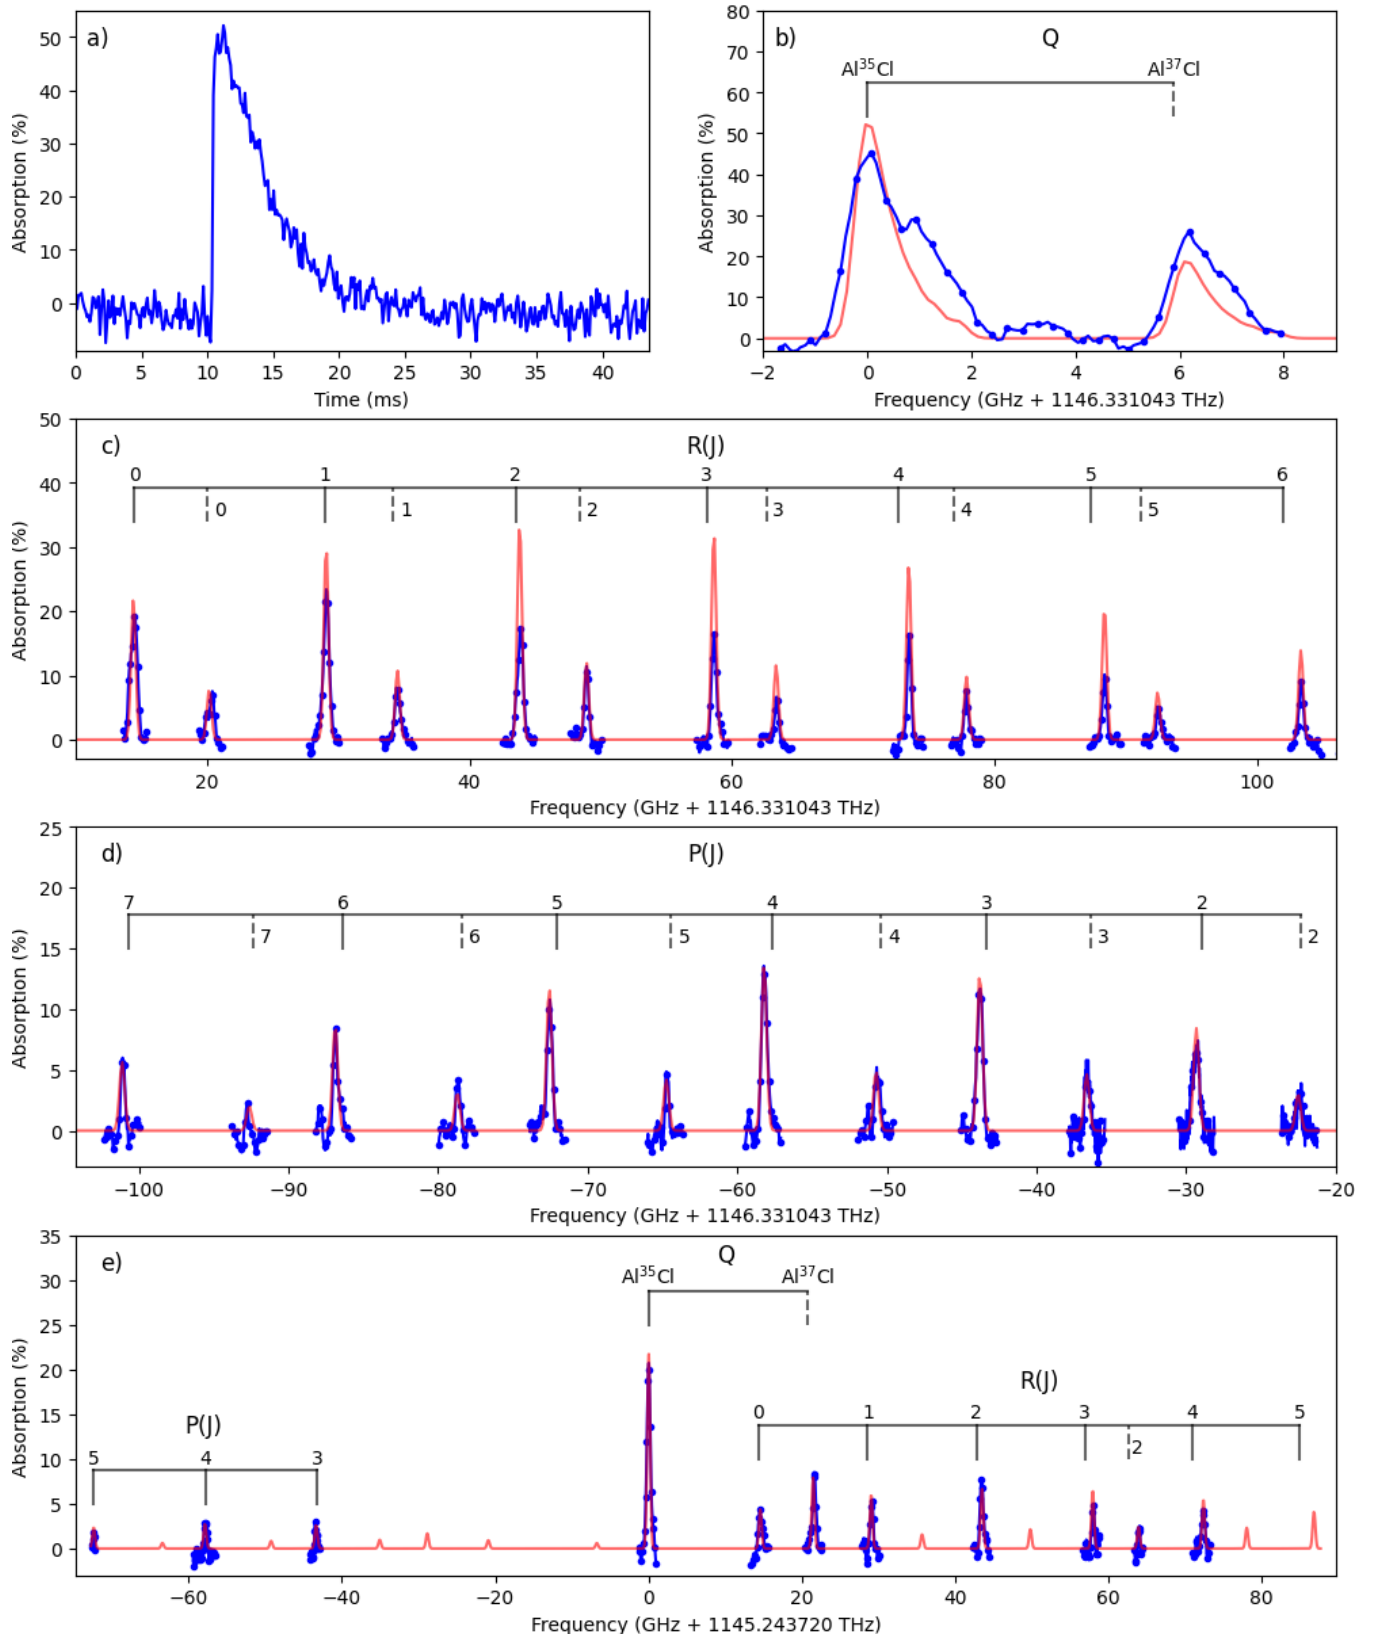 a)
Absorption (%)
50
40
30
20
10
0
0 5 10 15 20 25 30 35 40
Time (ms)
b)
Q
Al³⁵Cl Al³⁷Cl
Absorption (%)
80
70
60
50
40
30
20
10
0
−2 0 2 4 6 8
Frequency (GHz + 1146.331043 THz)
c)
R(J)
0 1 2 3 4 5 6
0 1 2 3 4 5
Absorption (%)
50
40
30
20
10
0
20 40 60 80 100
Frequency (GHz + 1146.331043 THz)
d)
P(J)
7 6 5 4 3 2
7 6 5 4 3 2
Absorption (%)
25
20
15
10
5
0
−100 −90 −80 −70 −60 −50 −40 −30 −20
Frequency (GHz + 1146.331043 THz)
e)
Q
Al³⁵Cl Al³⁷Cl
R(J)
0 1 2 3 4 5
2
P(J)
5 4 3
Absorption (%)
35
30
25
20
15
10
5
0
−60 −40 −20 0 20 40 60 80
Frequency (GHz + 1145.243720 THz)